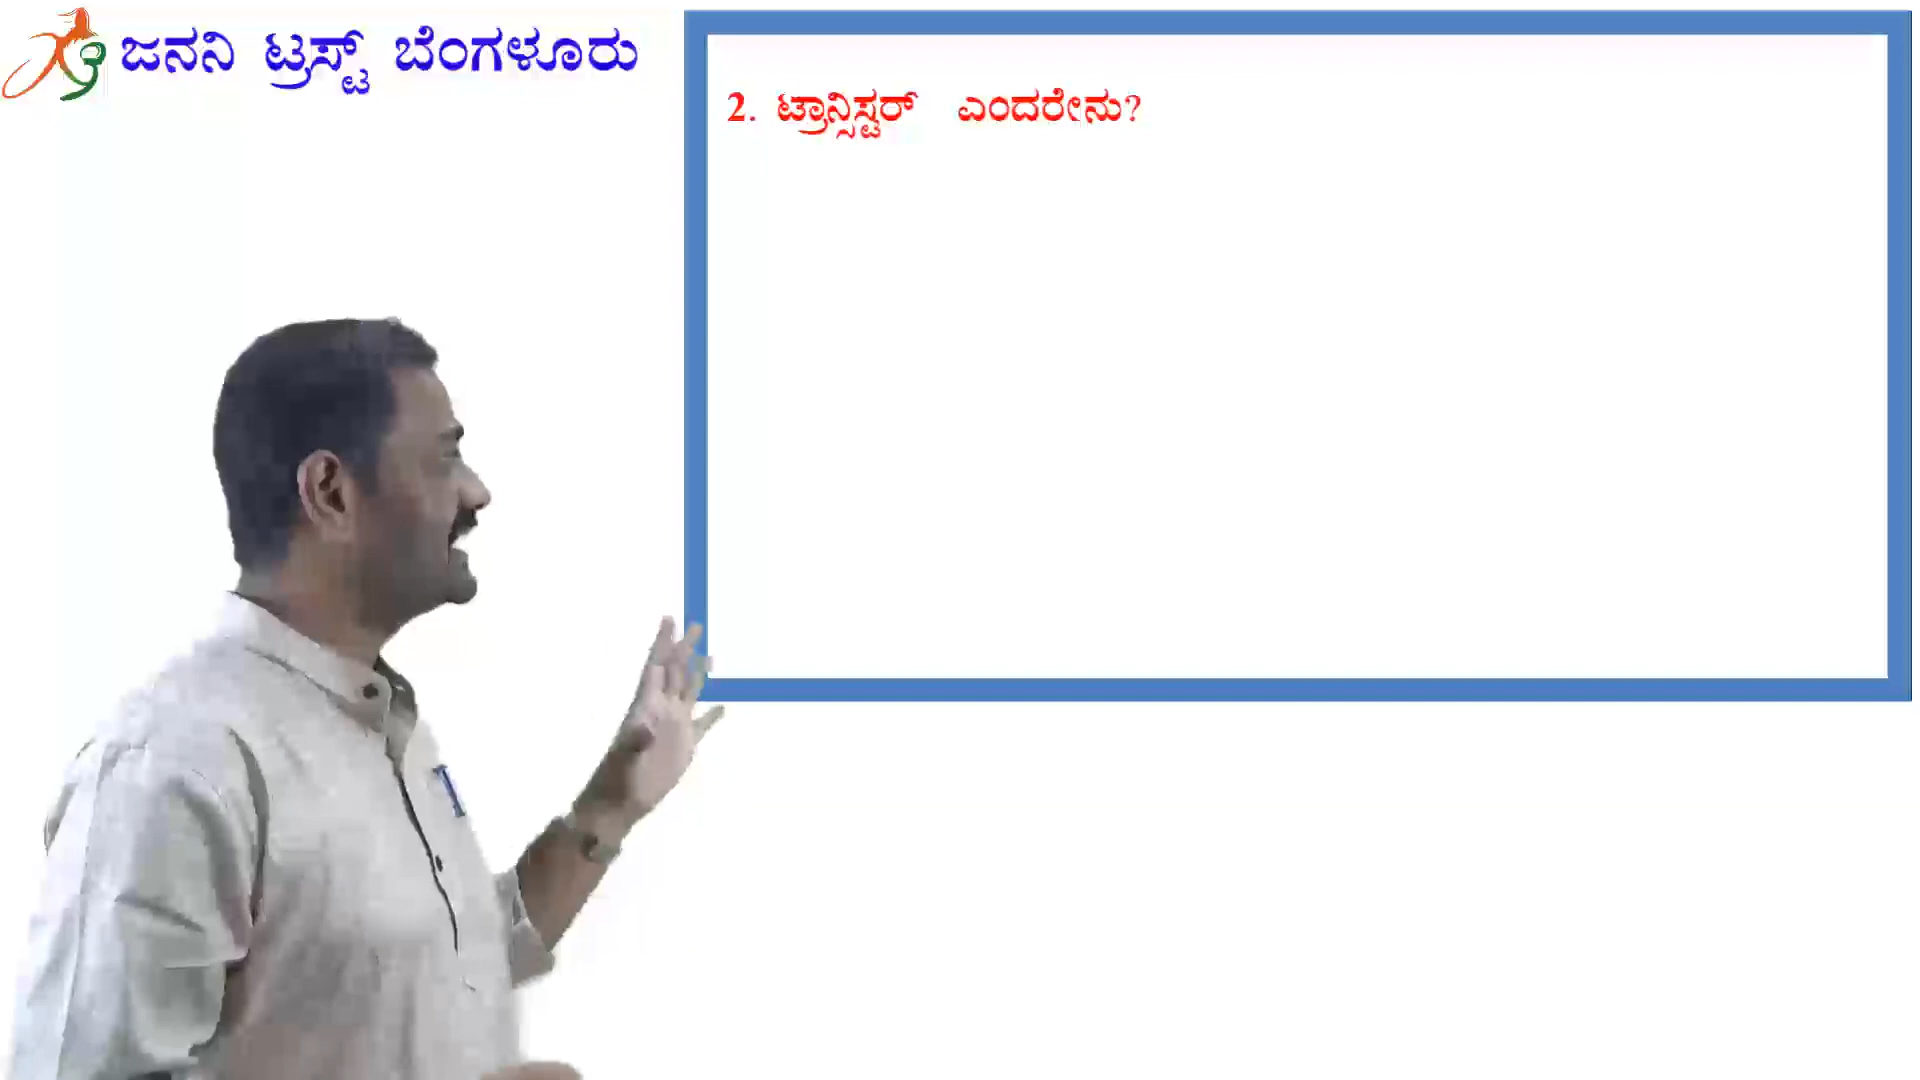 ಜನನಿ ಟ್ರಸ್ಟ್ ಬೆಂಗಳೂರು
2. ಟ್ರಾನ್ಸಿಸ್ಟರ್ ಎಂದರೇನು?